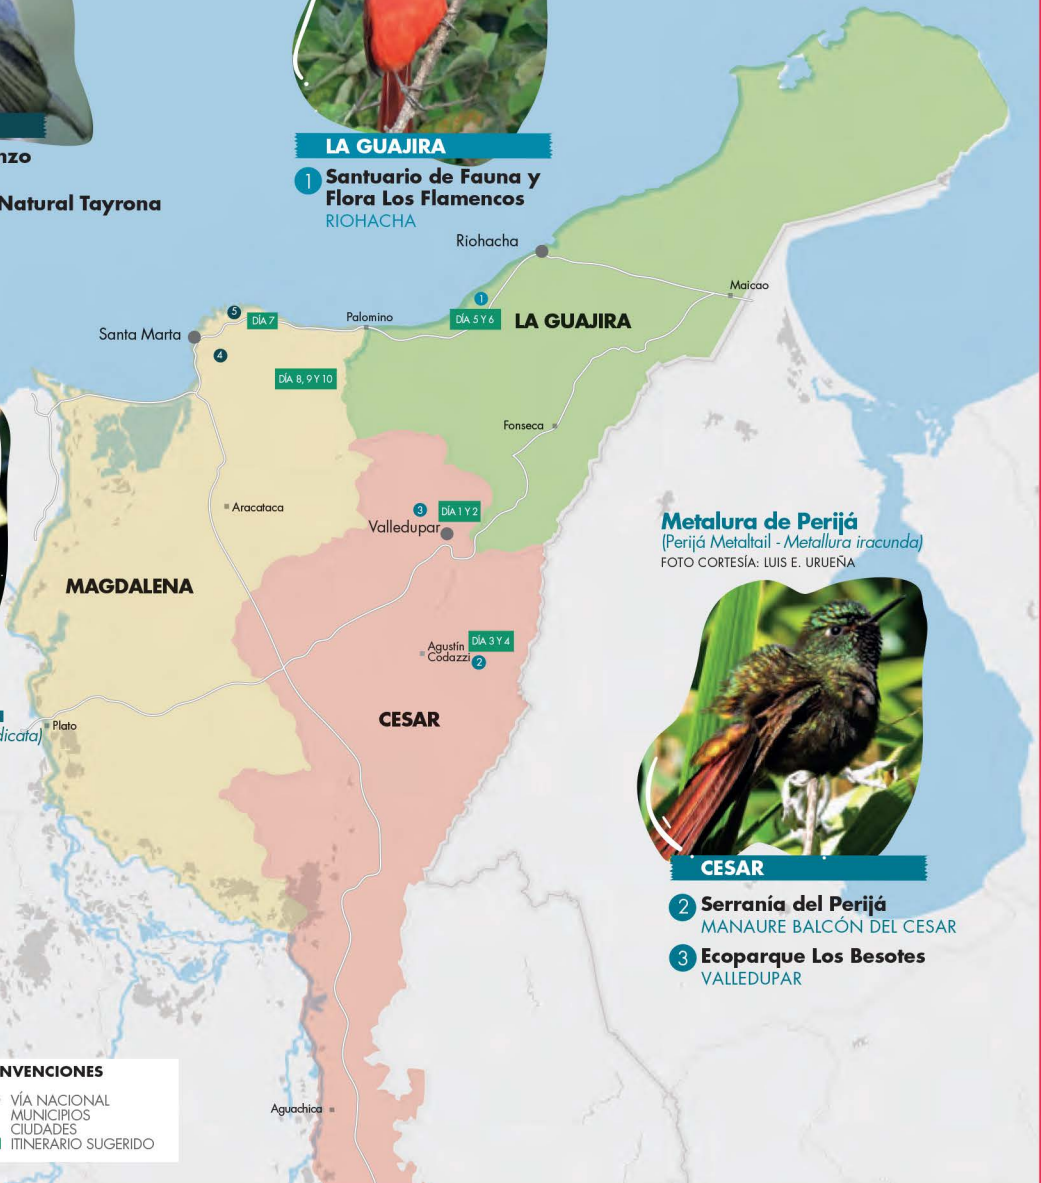 LA GUAJIRA
1 Santuario de Fauna y
Flora Los Flamencos
RIOHACHA
Natural Tayrona
Riohacha
Maicao
1
DÍA 5 Y 6
LA GUAJIRA
5
DÍA 7
Palomino
Santa Marta
4
DÍA 8, 9 Y 10
Fonseca
Aracataca
3
DÍA 1 Y 2
Valledupar
MAGDALENA
Agustín
Codazzi
DÍA 3 Y 4
2
CESAR
Plato
Aguachica
Metalura de Perijá
(Perijá Metaltail - Metallura iracunda)
FOTO CORTESÍA: LUIS E. URUEÑA
CESAR
2 Serranía del Perijá
MANAURE BALCÓN DEL CESAR
3 Ecoparque Los Besotes
VALLEDUPAR
NVENCIONES
VÍA NACIONAL
MUNICIPIOS
CIUDADES
ITINERARIO SUGERIDO